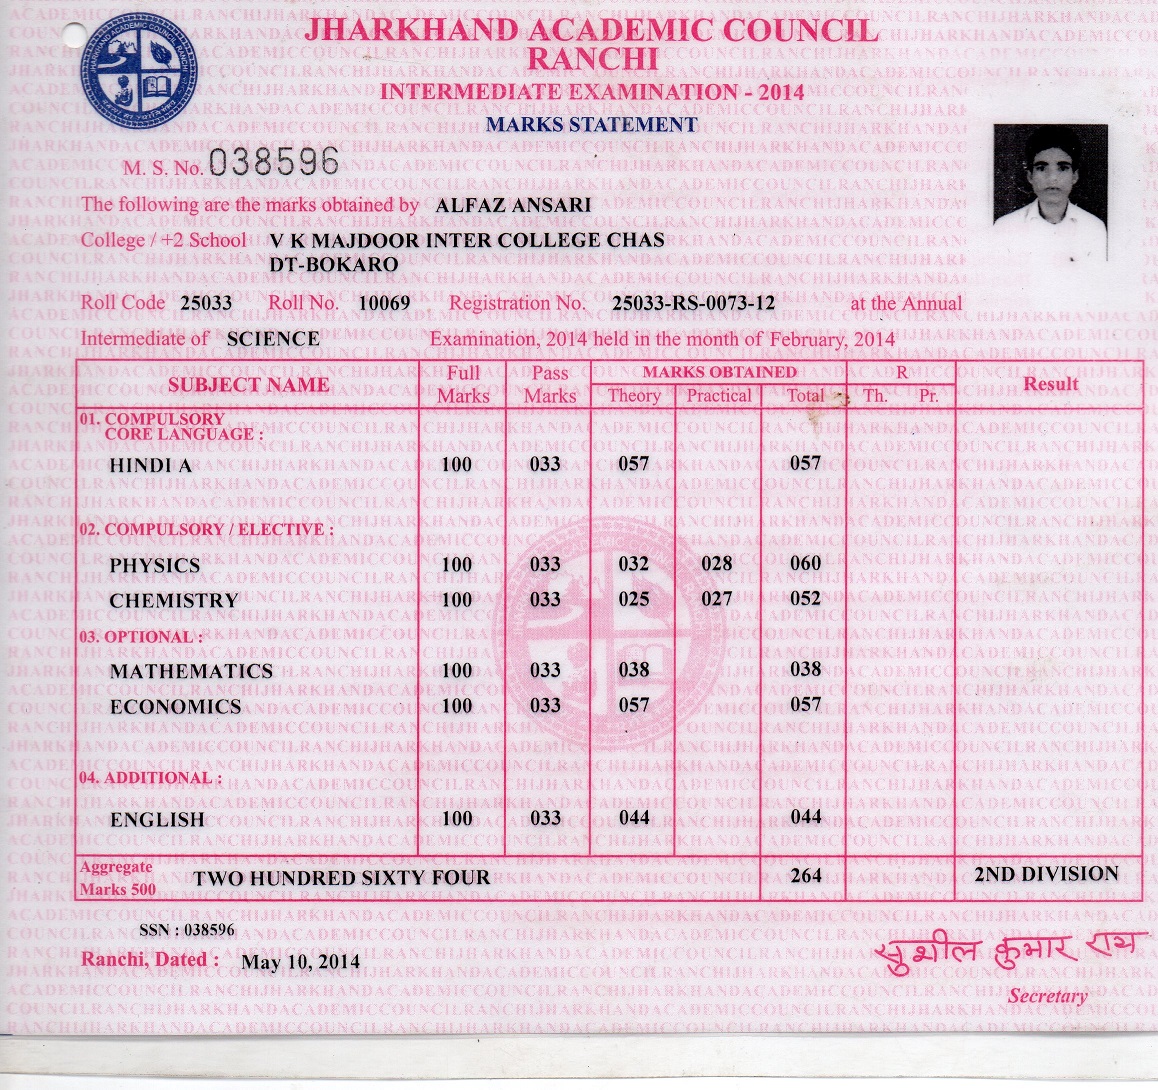 JHARKHAND ACADEMIC COUNCIL
RANCHI
INTERMEDIATE EXAMINATION - 2014
MARKS STATEMENT
M. S. No. 038596
The following are the marks obtained by ALFAZ ANSARI
College / +2 School V K MAJDOOR INTER COLLEGE CHAS
DT-BOKARO
Roll Code 25033 Roll No. 10069 Registration No. 25033-RS-0073-12 at the Annual
Intermediate of SCIENCE Examination, 2014 held in the month of February, 2014
SUBJECT NAME Full Marks Pass Marks MARKS OBTAINED R Result
Theory Practical Total Th. Pr.
01. COMPULSORY
CORE LANGUAGE :
HINDI A 100 033 057 057
02. COMPULSORY / ELECTIVE :
PHYSICS 100 033 032 028 060
CHEMISTRY 100 033 025 027 052
03. OPTIONAL :
MATHEMATICS 100 033 038 038
ECONOMICS 100 033 057 057
04. ADDITIONAL :
ENGLISH 100 033 044 044
Aggregate
Marks 500 TWO HUNDRED SIXTY FOUR 264 2ND DIVISION
SSN : 038596
Ranchi, Dated : May 10, 2014
सुशील कुमार राय
Secretary